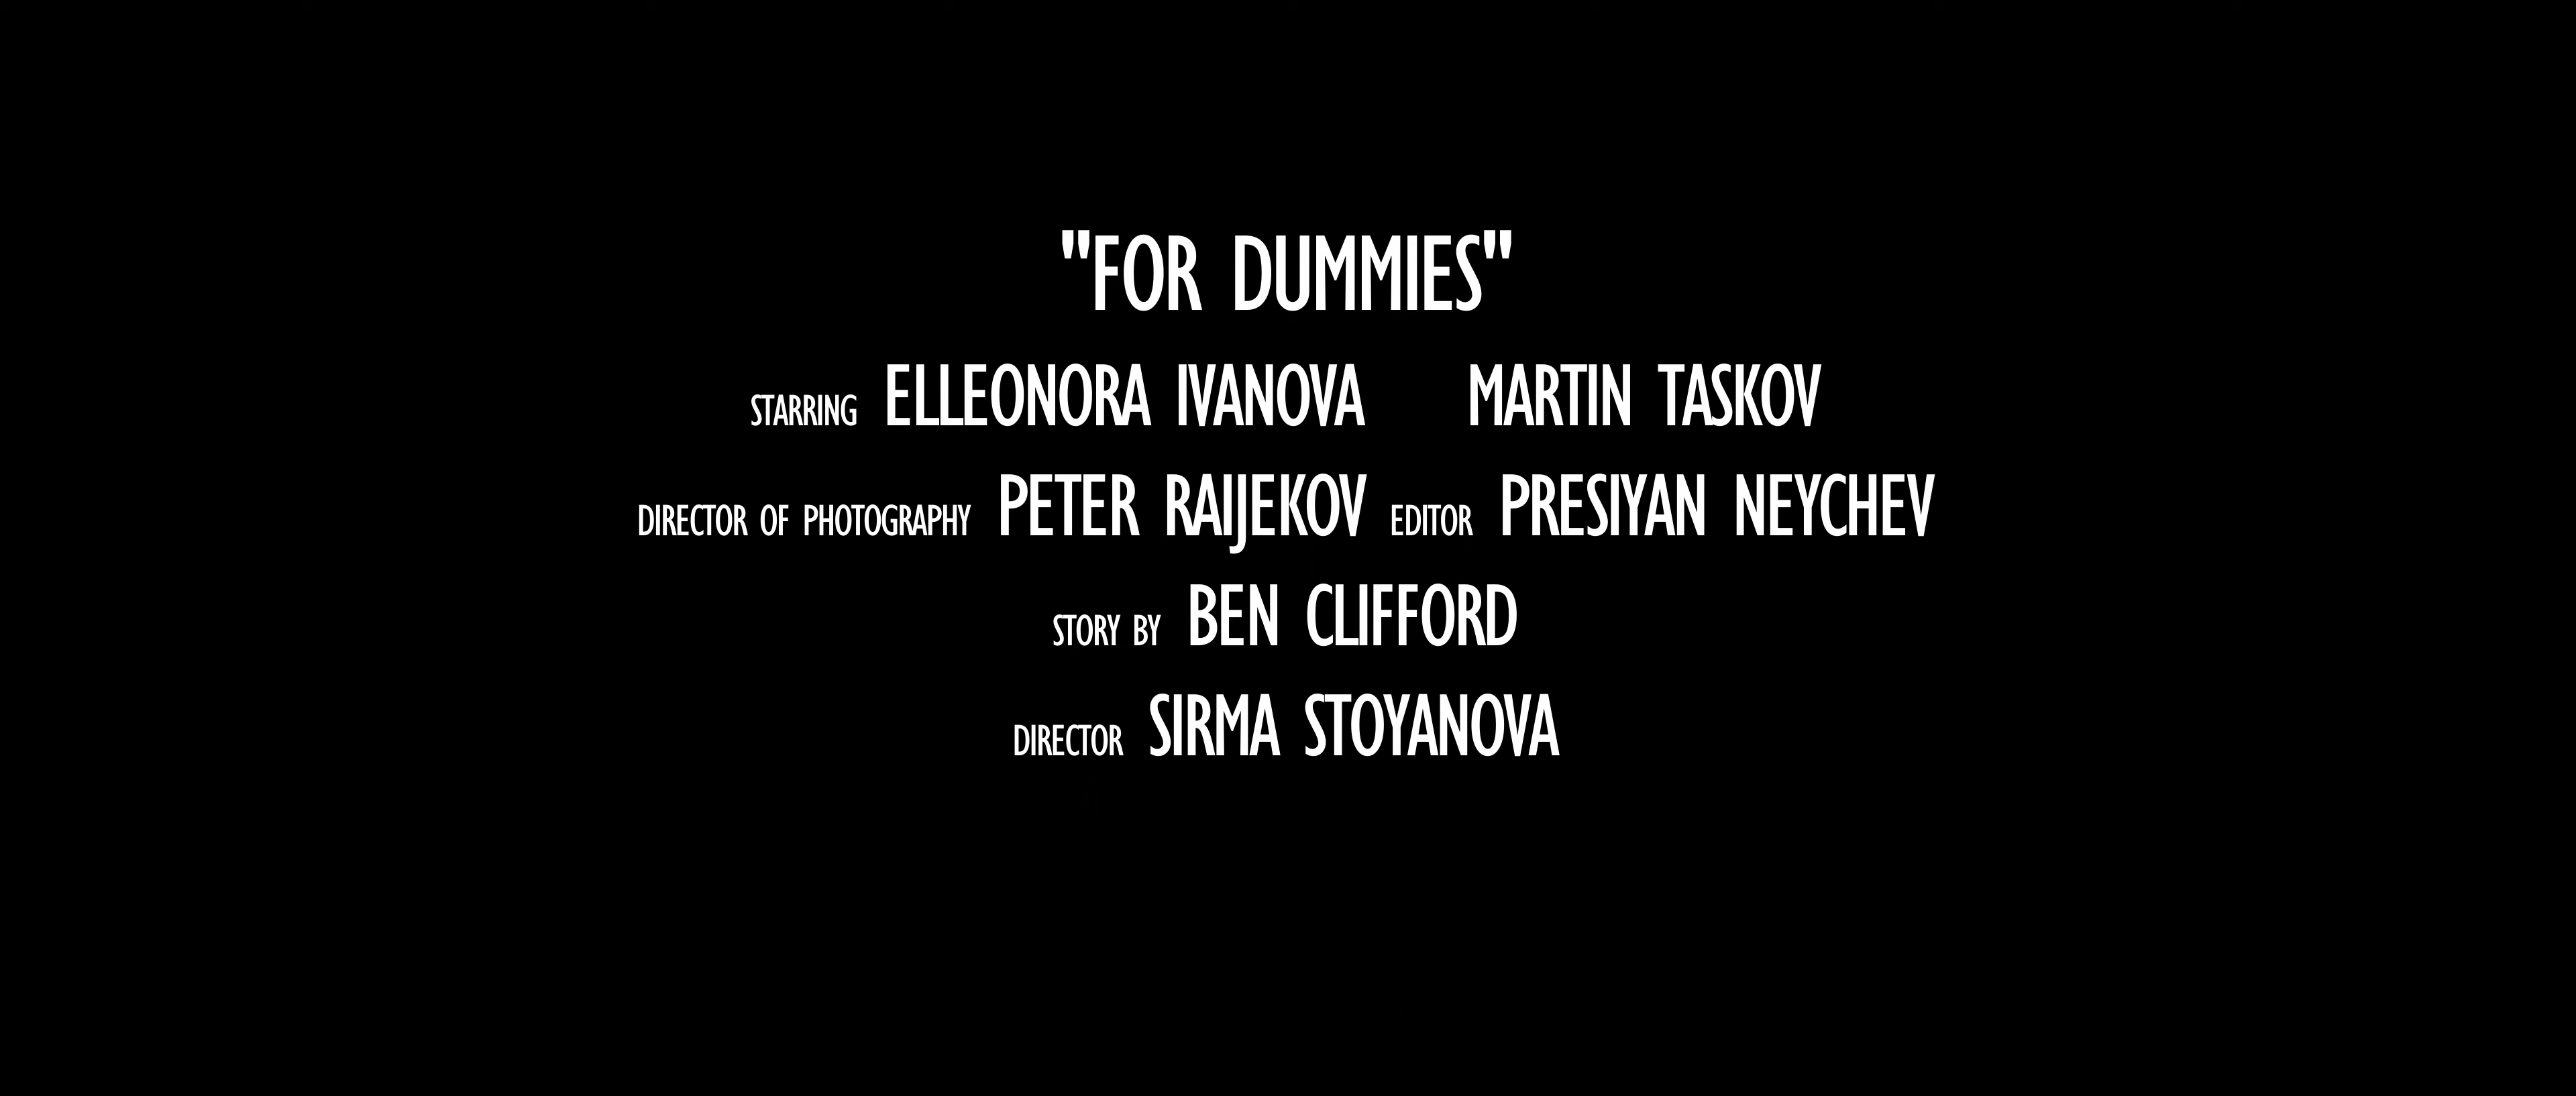 "FOR DUMMIES"
STARRING ELLEONORA IVANOVA MARTIN TASKOV
DIRECTOR OF PHOTOGRAPHY PETER RAIJEKOV EDITOR PRESIYAN NEYCHEV
STORY BY BEN CLIFFORD
DIRECTOR SIRMA STOYANOVA